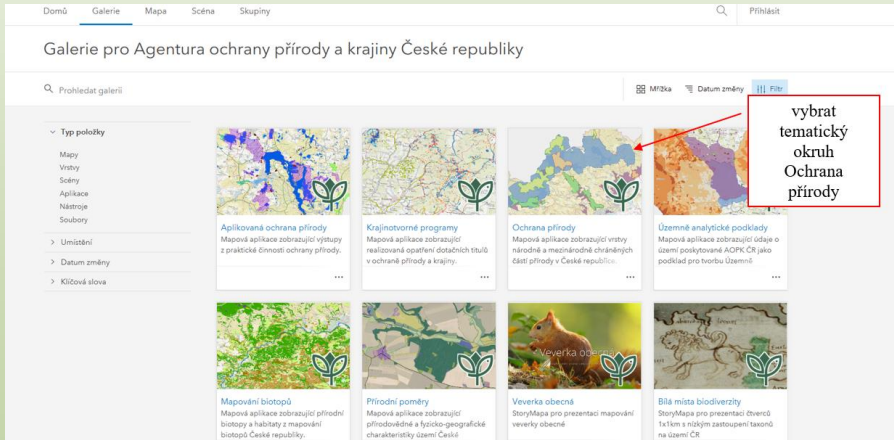 Domů Galerie Mapa Scéna Skupiny Přihlásit
Galerie pro Agentura ochrany přírody a krajiny České republiky
Prohledat galerii Mřížka Datum změny Filtr
vybrat
tematický
okruh
Ochrana
přírody
Typ položky
Mapy
Vrstvy
Scény
Aplikace
Nástroje
Soubory
Umístění
Datum změny
Klíčová slova
Aplikovaná ochrana přírody
Mapová aplikace zobrazující výstupy
z praktické činnosti ochrany přírody.
Krajinotvorné programy
Mapová aplikace zobrazující
realizovaná opatření dotačních titulů
v ochraně přírody a krajiny.
Ochrana přírody
Mapová aplikace zobrazující vrstvy
národně a mezinárodně chráněných
částí přírody v České republice.
Územně analytické podklady
Mapová aplikace zobrazující údaje o
území poskytované AOPK ČR jako
podklad pro tvorbu Územně
Veverka obecná
Mapování biotopů
Mapová aplikace zobrazující přírodní
biotopy a habitaty z mapování
biotopů České republiky.
Přírodní poměry
Mapová aplikace zobrazující
přírodovědné a fyzicko-geografické
charakteristiky území České
Veverka obecná
StoryMapa pro prezentaci mapování
veverky obecné
Bílá místa biodiverzity
StoryMapa pro prezentaci čtverců
1x1km s nízkým zastoupení taxonů
na území ČR